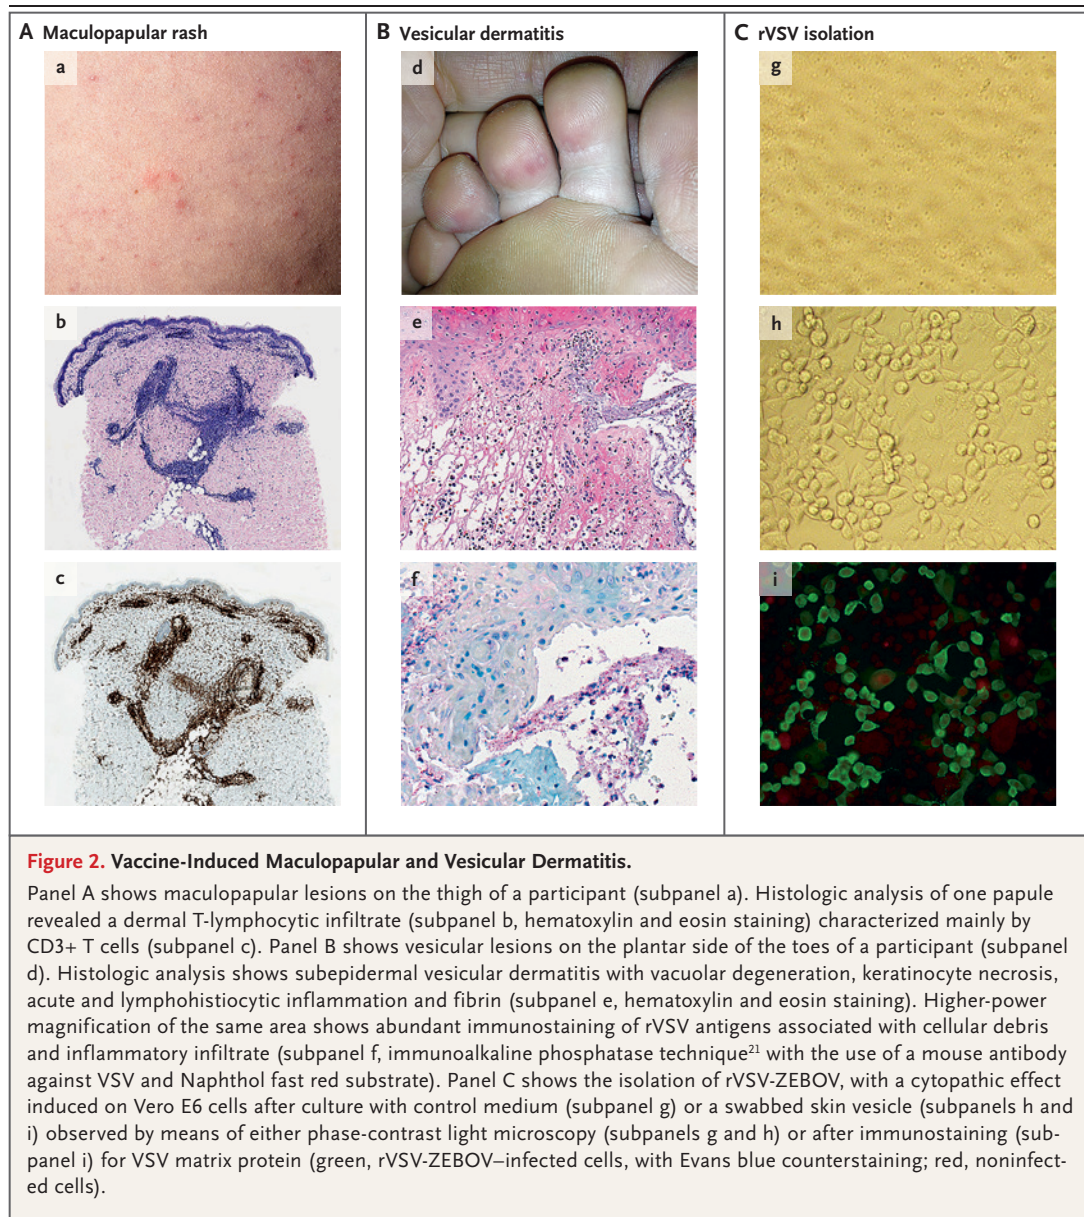 A Maculopapular rash
B Vesicular dermatitis
C rVSV isolation
a
d
g
b
e
h
c
f
i
Figure 2. Vaccine-Induced Maculopapular and Vesicular Dermatitis.
Panel A shows maculopapular lesions on the thigh of a participant (subpanel a). Histologic analysis of one papule
revealed a dermal T-lymphocytic infiltrate (subpanel b, hematoxylin and eosin staining) characterized mainly by
CD3+ T cells (subpanel c). Panel B shows vesicular lesions on the plantar side of the toes of a participant (subpanel
d). Histologic analysis shows subepidermal vesicular dermatitis with vacuolar degeneration, keratinocyte necrosis,
acute and lymphohistiocytic inflammation and fibrin (subpanel e, hematoxylin and eosin staining). Higher-power
magnification of the same area shows abundant immunostaining of rVSV antigens associated with cellular debris
and inflammatory infiltrate (subpanel f, immunoalkaline phosphatase technique21 with the use of a mouse antibody
against VSV and Naphthol fast red substrate). Panel C shows the isolation of rVSV-ZEBOV, with a cytopathic effect
induced on Vero E6 cells after culture with control medium (subpanel g) or a swabbed skin vesicle (subpanels h and
i) observed by means of either phase-contrast light microscopy (subpanels g and h) or after immunostaining (sub-
panel i) for VSV matrix protein (green, rVSV-ZEBOV–infected cells, with Evans blue counterstaining; red, noninfect-
ed cells).